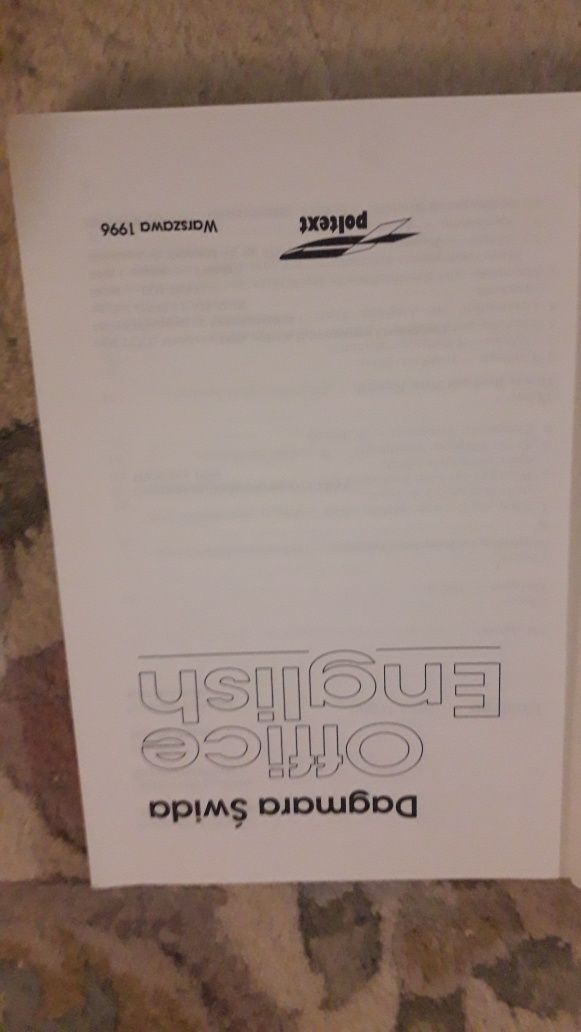 Dagmara Świda
Office
English
poltext
Warszawa 1996